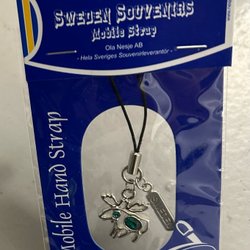 Sweden Souvenirs
Mobile Strap
Ola Nesje AB
- Hela Sveriges Souvenirleverantör -
Mobile Hand Strap